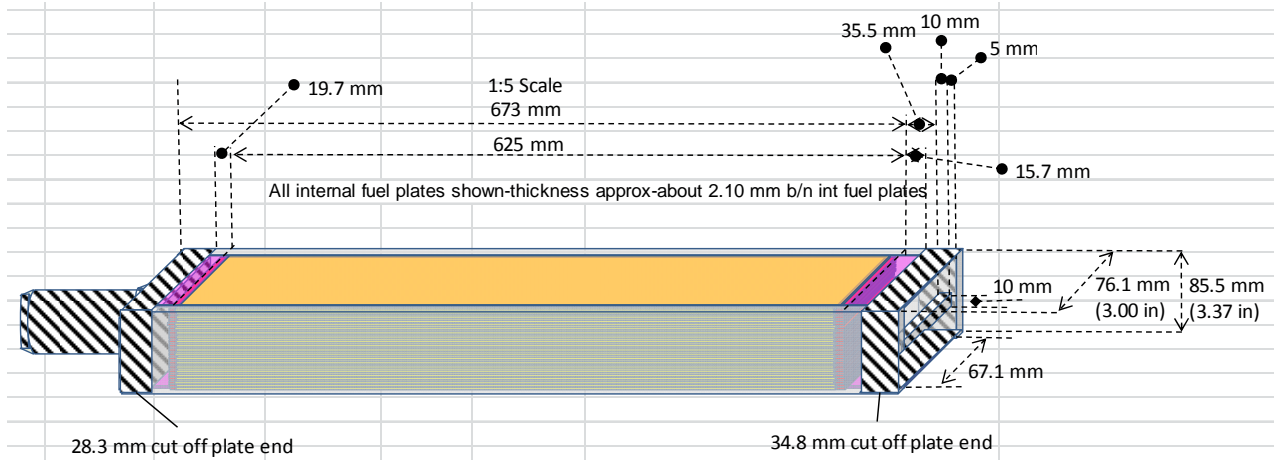 10 mm
35.5 mm
5 mm
19.7 mm
1:5 Scale
673 mm
625 mm
15.7 mm
All internal fuel plates shown-thickness approx-about 2.10 mm b/n int fuel plates
10 mm
76.1 mm
(3.00 in)
85.5 mm
(3.37 in)
67.1 mm
28.3 mm cut off plate end
34.8 mm cut off plate end